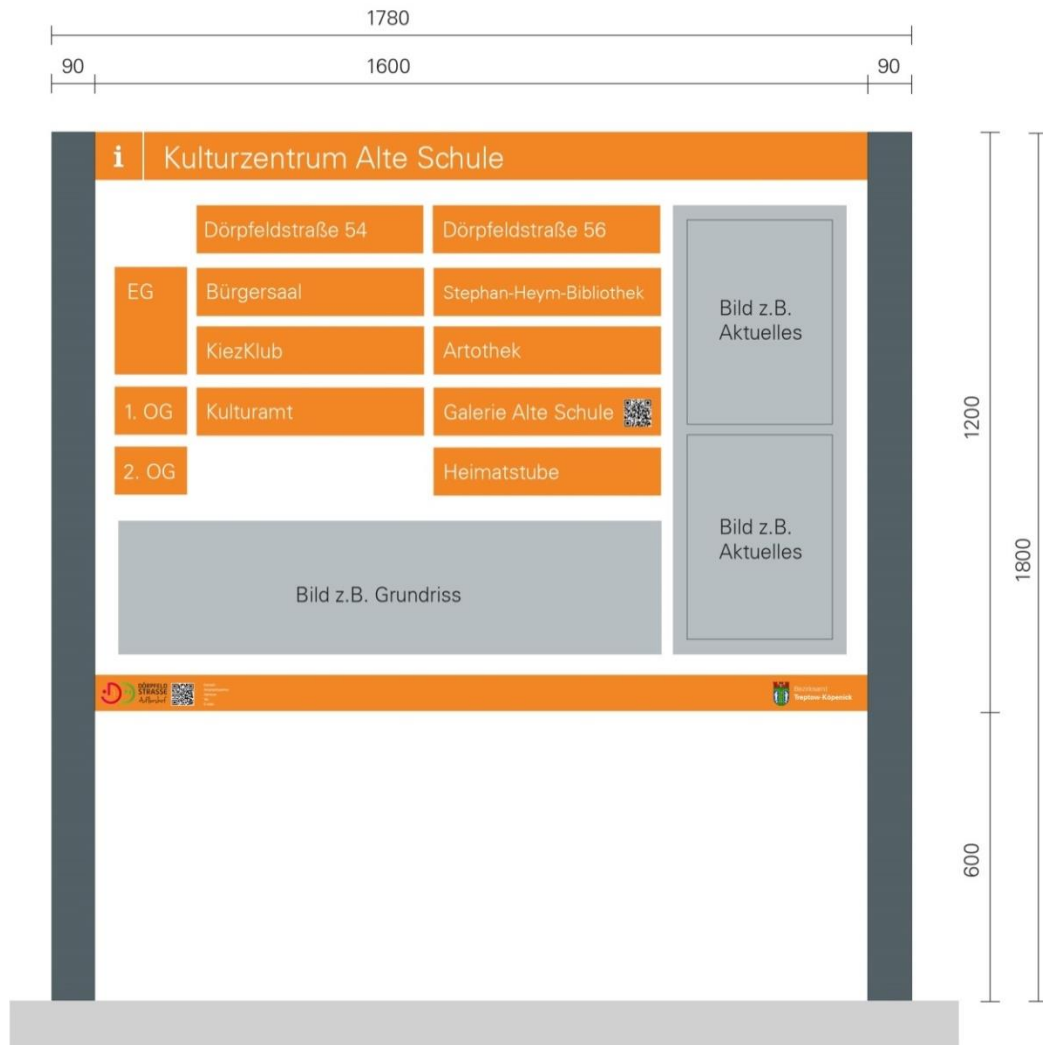 1780
90
1600
90
i
Kulturzentrum Alte Schule
Dörpfeldstraße 54
Dörpfeldstraße 56
EG
Bürgersaal
Stephan-Heym-Bibliothek
KiezKlub
Artothek
1. OG
Kulturamt
Galerie Alte Schule
2. OG
Heimatstube
Bild z.B.
Aktuelles
Bild z.B.
Aktuelles
Bild z.B. Grundriss
DÖRPFELD
STRASSE
Adlershof
Bezirksamt
Treptow-Köpenick
1200
600
1800